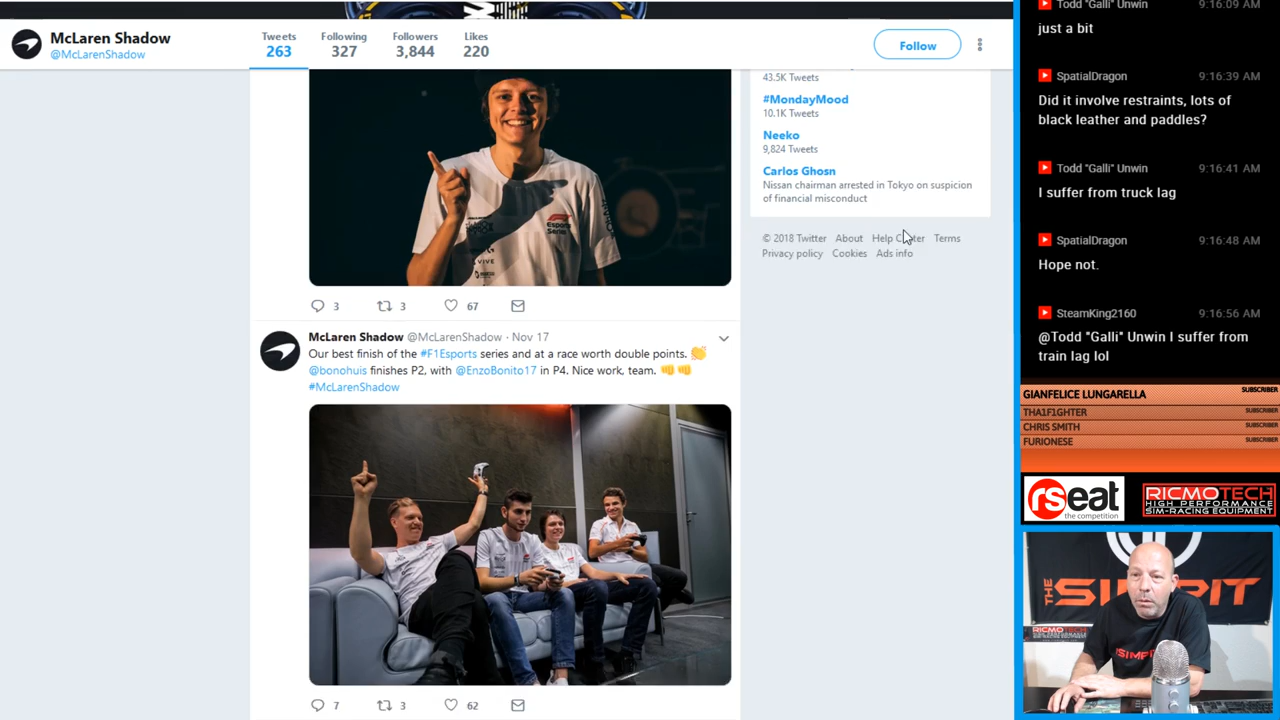 McLaren Shadow
@McLarenShadow
Tweets
263
Following
327
Followers
3,844
Likes
220
Follow
Esports
Series
VIVE
3
3
67
McLaren Shadow @McLarenShadow · Nov 17
Our best finish of the #F1Esports series and at a race worth double points.
@bonohuis finishes P2, with @EnzoBonito17 in P4. Nice work, team.
#McLarenShadow
7
3
62
43.5K Tweets
#MondayMood
10.1K Tweets
Neeko
9,824 Tweets
Carlos Ghosn
Nissan chairman arrested in Tokyo on suspicion
of financial misconduct
© 2018 Twitter About Help Center Terms
Privacy policy Cookies Ads info
Todd "Galli" Unwin 9:16:09 AM
just a bit
SpatialDragon 9:16:39 AM
Did it involve restraints, lots of
black leather and paddles?
Todd "Galli" Unwin 9:16:41 AM
I suffer from truck lag
SpatialDragon 9:16:48 AM
Hope not.
SteamKing2160 9:16:56 AM
@Todd "Galli" Unwin I suffer from
train lag lol
GIANFELICE LUNGARELLA SUBSCRIBER
THA1F1GHTER SUBSCRIBER
CHRIS SMITH SUBSCRIBER
FURIONESE SUBSCRIBER
rseat
the competition
RICMOTECH
HIGH PERFORMANCE
SIM-RACING EQUIPMENT
THE SIMPIT
RICMOTECH
SIMPIT